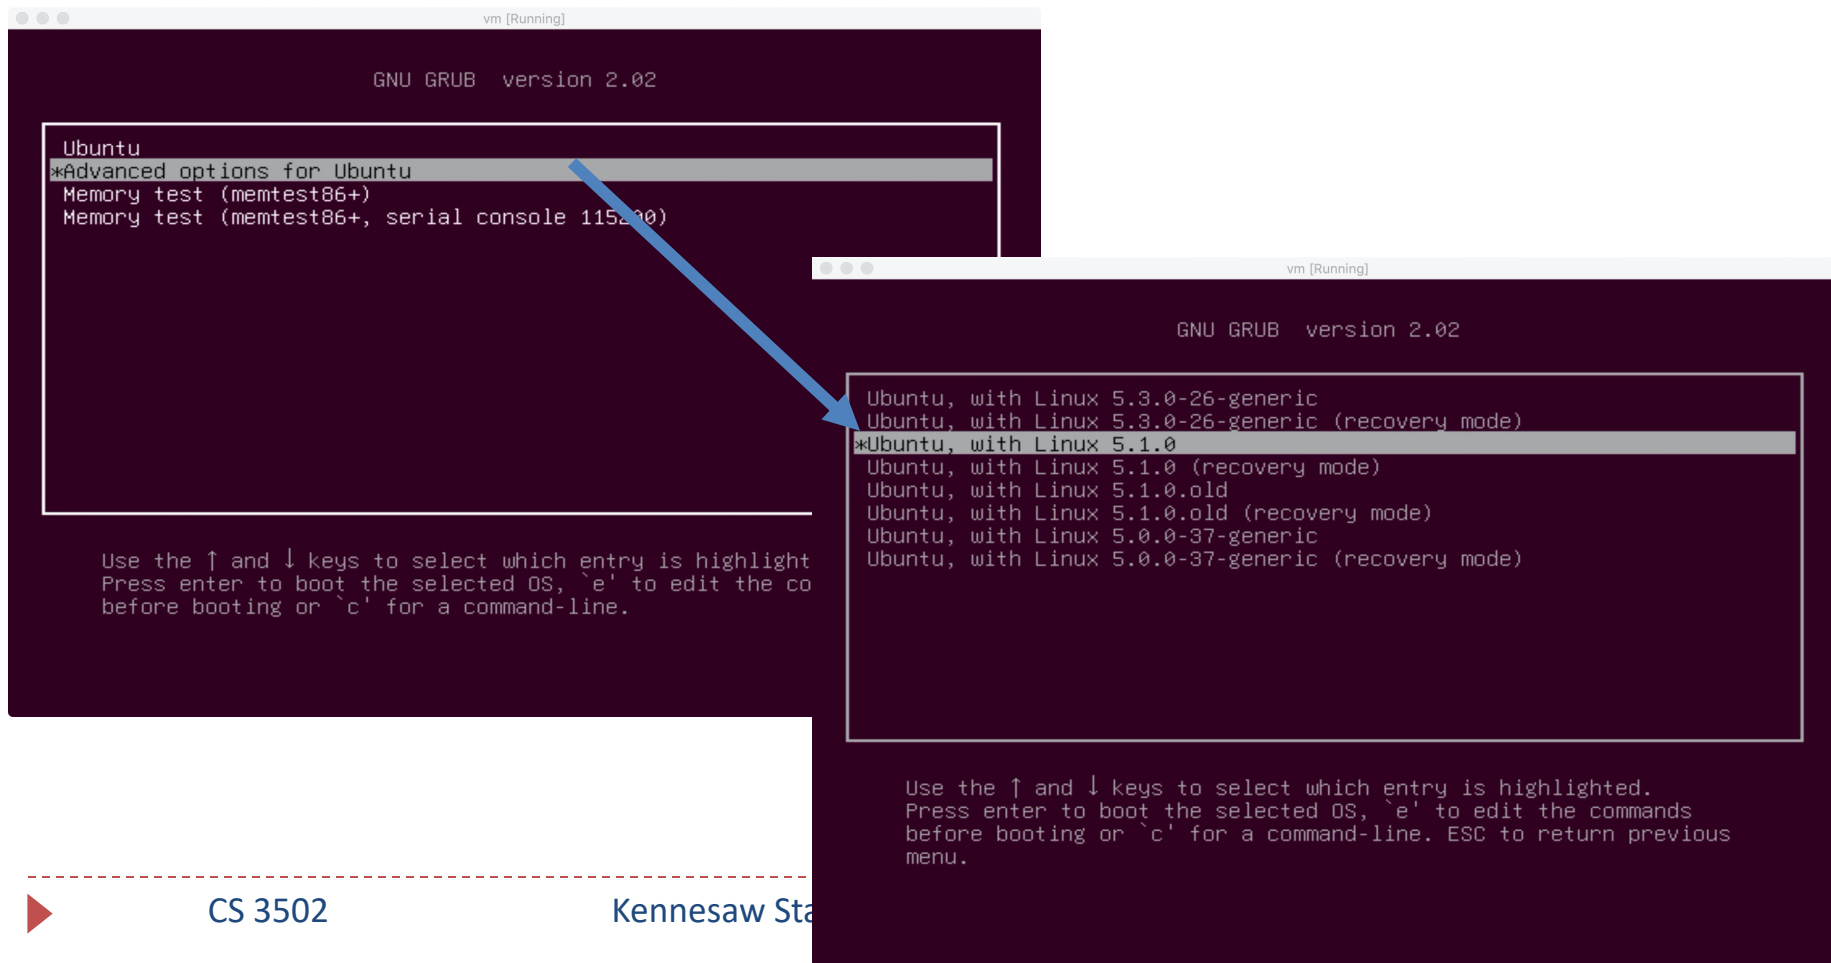 vm [Running]
GNU GRUB version 2.02
Ubuntu
*Advanced options for Ubuntu
Memory test (memtest86+)
Memory test (memtest86+, serial console 115200)
Use the ↑ and ↓ keys to select which entry is highlight
Press enter to boot the selected OS, `e' to edit the co
before booting or `c' for a command-line.
vm [Running]
GNU GRUB version 2.02
Ubuntu, with Linux 5.3.0-26-generic
Ubuntu, with Linux 5.3.0-26-generic (recovery mode)
*Ubuntu, with Linux 5.1.0
Ubuntu, with Linux 5.1.0 (recovery mode)
Ubuntu, with Linux 5.1.0.old
Ubuntu, with Linux 5.1.0.old (recovery mode)
Ubuntu, with Linux 5.0.0-37-generic
Ubuntu, with Linux 5.0.0-37-generic (recovery mode)
Use the ↑ and ↓ keys to select which entry is highlighted.
Press enter to boot the selected OS, `e' to edit the commands
before booting or `c' for a command-line. ESC to return previous
menu.
CS 3502 Kennesaw Sta